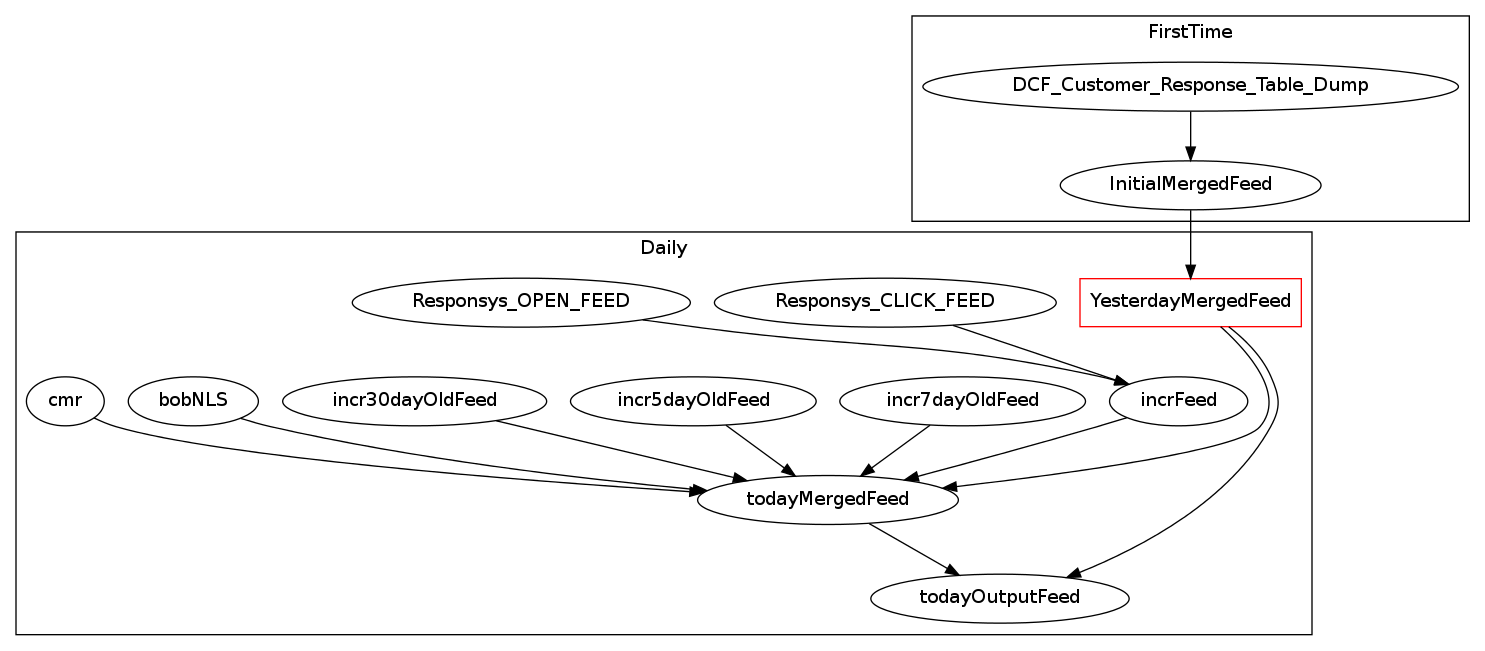 FirstTime
DCF_Customer_Response_Table_Dump
InitialMergedFeed
Daily
Responsys_OPEN_FEED
Responsys_CLICK_FEED
YesterdayMergedFeed
cmr
bobNLS
incr30dayOldFeed
incr5dayOldFeed
incr7dayOldFeed
incrFeed
todayMergedFeed
todayOutputFeed